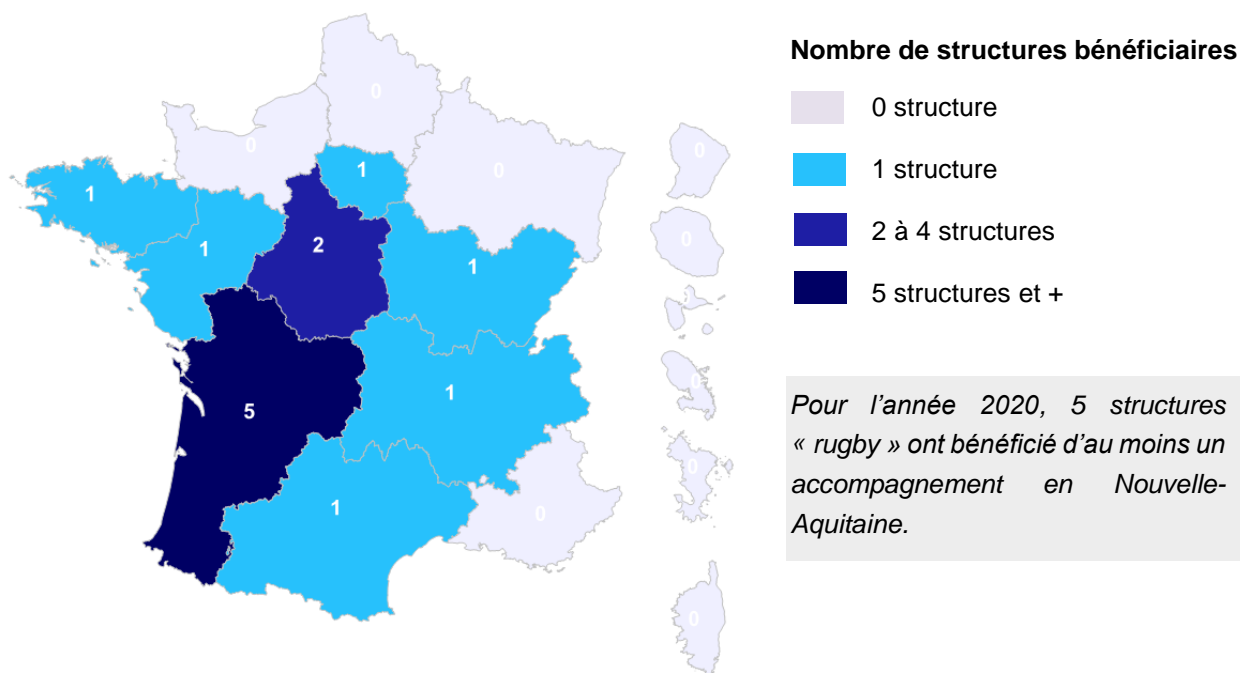 Nombre de structures bénéficiaires
0 structure
1 structure
2 à 4 structures
5 structures et +
Pour l'année 2020, 5 structures
« rugby » ont bénéficié d'au moins un
accompagnement en Nouvelle-
Aquitaine.
0
0
0
1
1
1
2
1
5
1
1
0
0
0
0
0
0
0